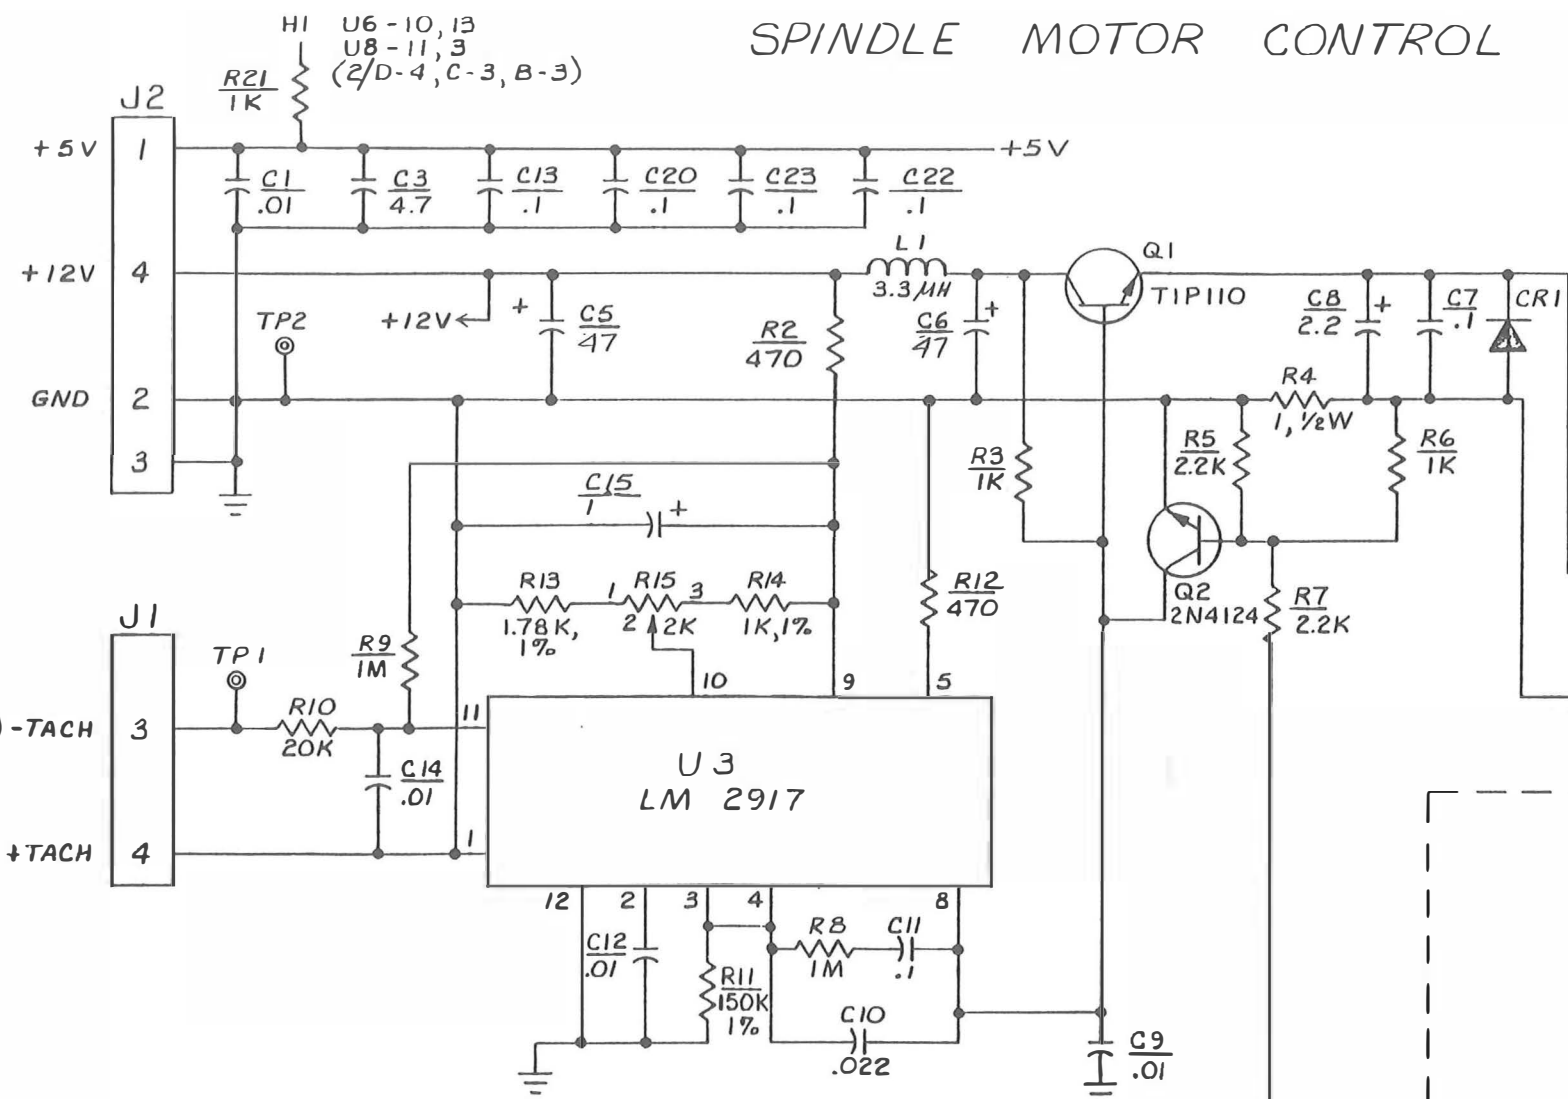 SPINDLE MOTOR CONTROL
HI
U6-10, 13
U8-11, 3
(2/D-4, C-3, B-3)
R21
1K
J2
+5V
1
+5V
C1
.01
C3
4.7
C13
.1
C20
.1
C23
.1
C22
.1
+12V
4
L1
3.3 µH
Q1
TIP110
TP2
+12V
+
C5
47
R2
470
C6
47
+
C8
2.2
+
C7
.1
CR1
GND
2
R4
1, 1/2W
3
R3
1K
R5
2.2K
R6
1K
C15
1
+
R13
1.78K,
1%
1
R15
3
2
2K
R14
1K, 1%
R12
470
Q2
2N4124
R7
2.2K
J1
TP1
R9
1M
10
9
5
)-TACH
3
R10
20K
11
C14
.01
U3
LM 2917
+TACH
4
1
12
2
3
4
8
C12
.01
R11
150K
1%
R8
1M
C11
.1
C10
.022
C9
.01